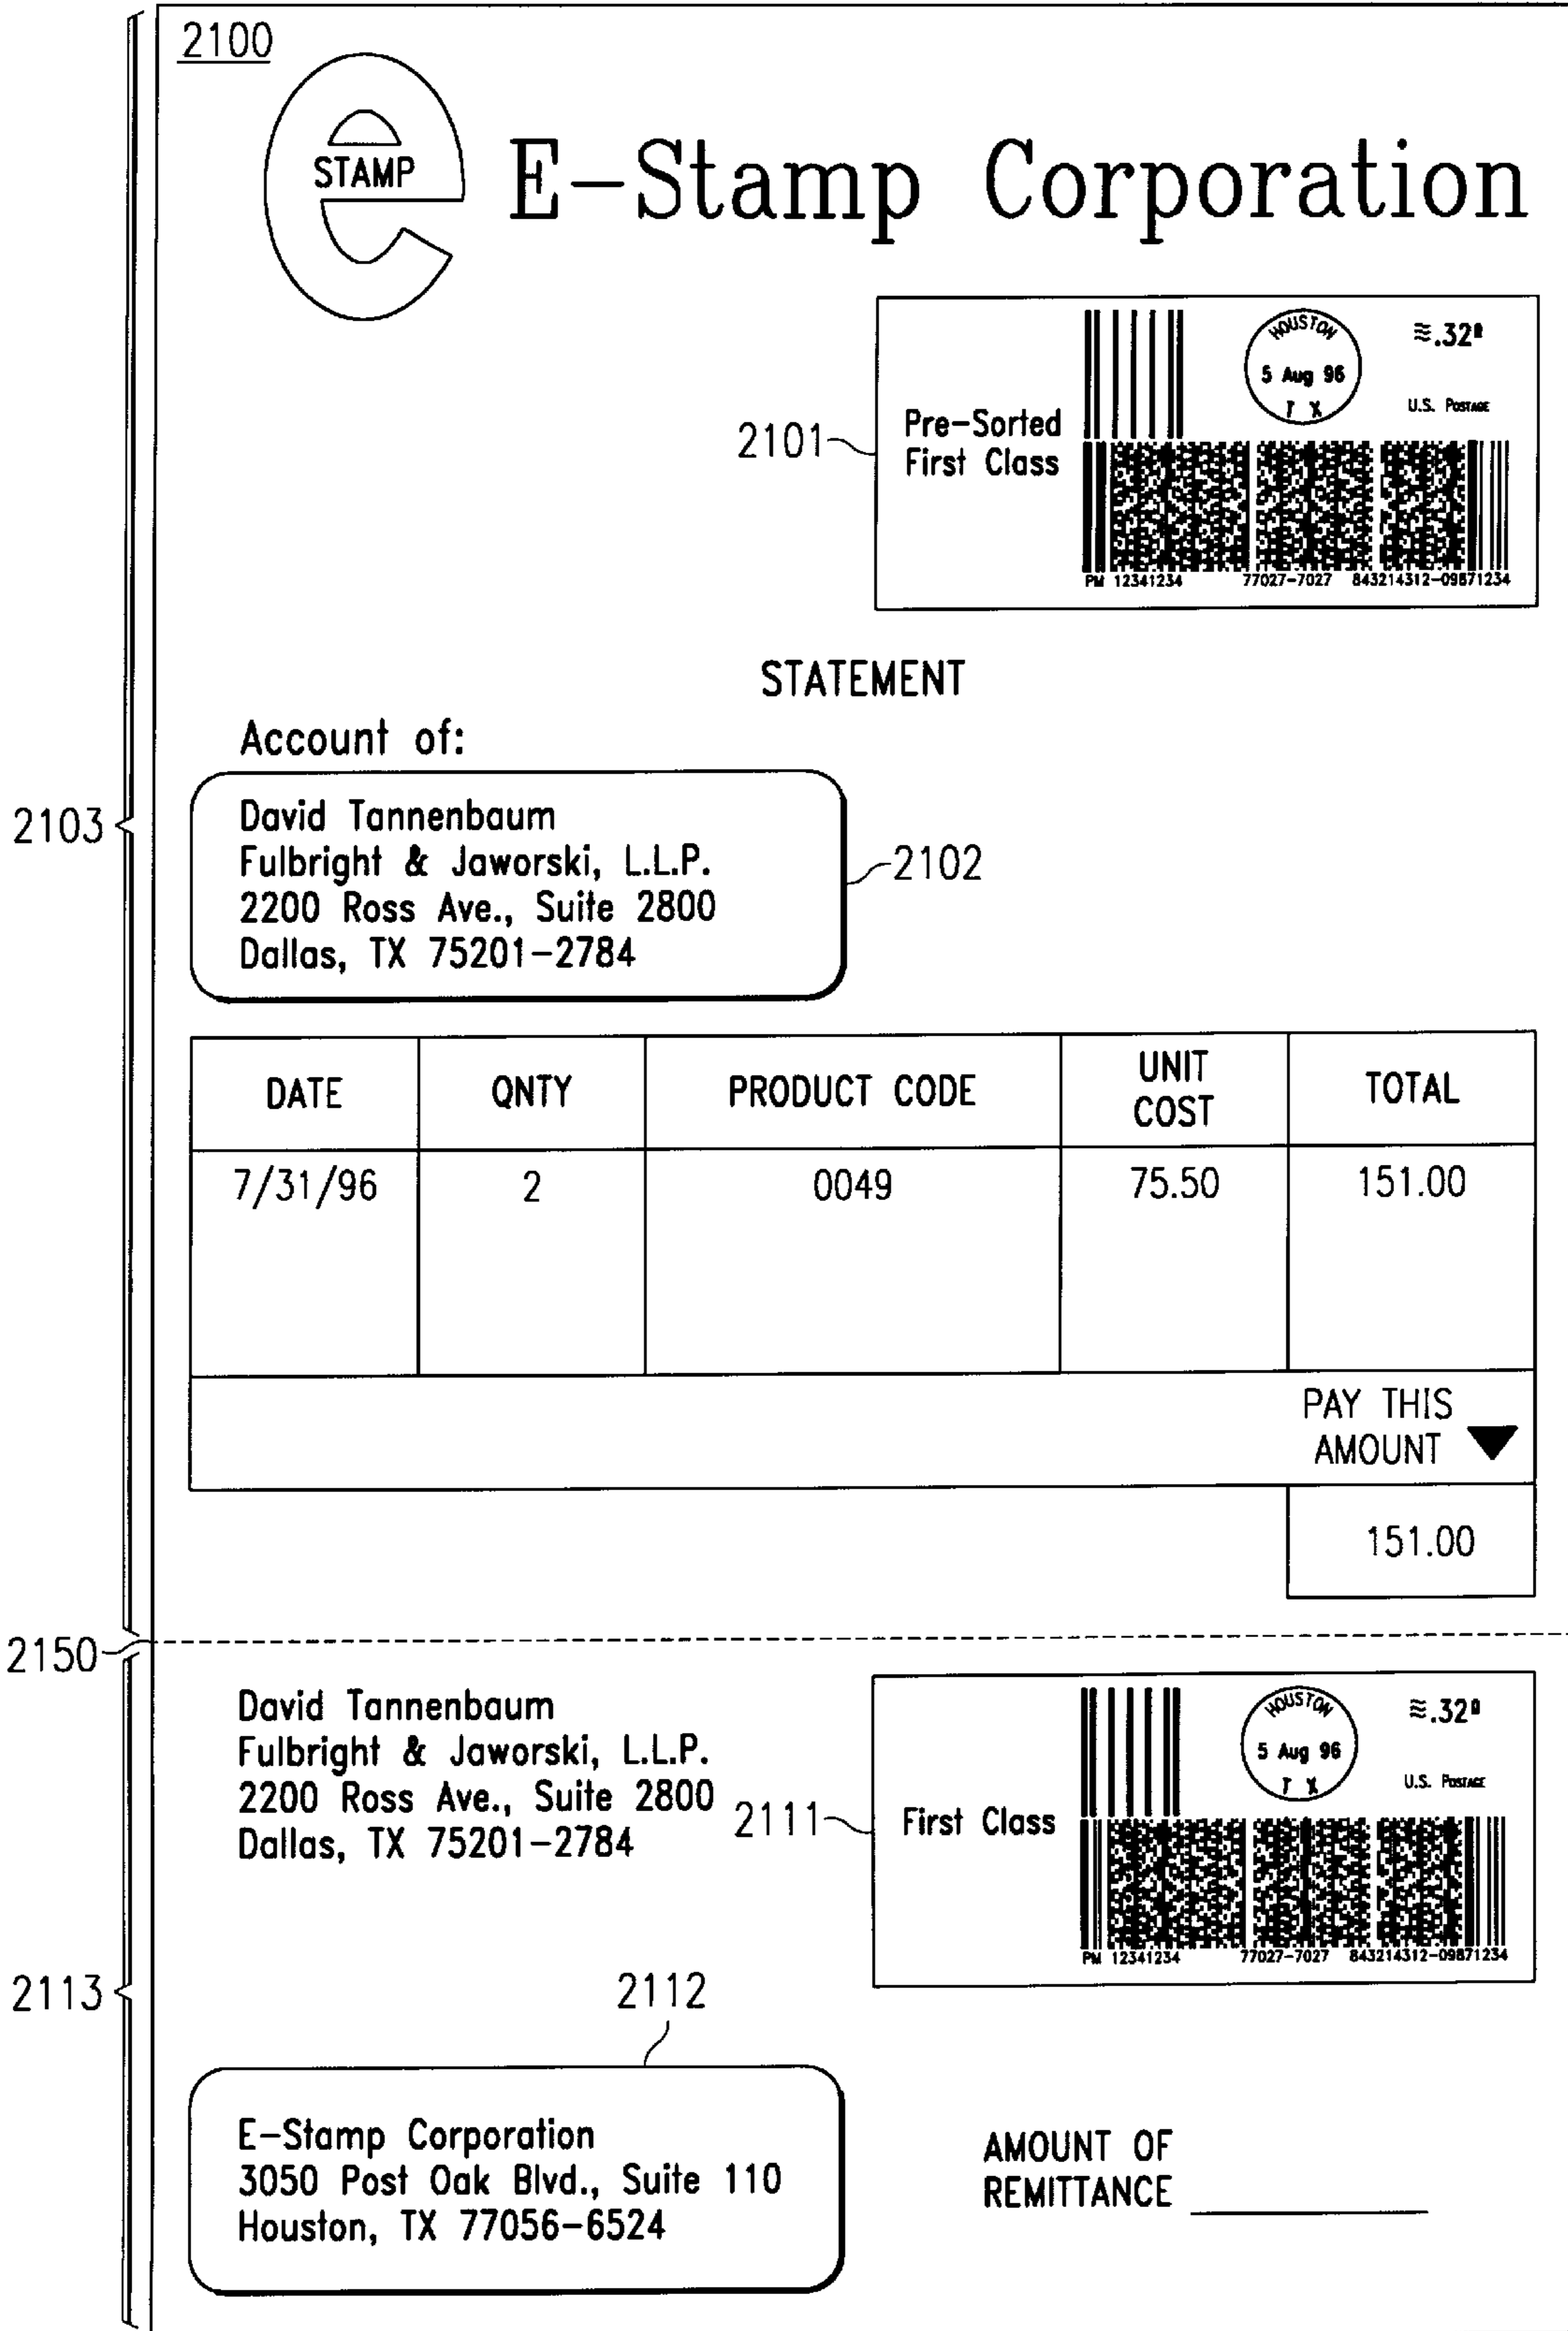 2100
STAMP
E-Stamp Corporation
2101
Pre-Sorted
First Class
HOUSTON
5 Aug 96
TX
.32
U.S. POSTAGE
PM 12341234 77027-7027 843214312-09871234
STATEMENT
Account of:
2103
David Tannenbaum
Fulbright & Jaworski, L.L.P.
2200 Ross Ave., Suite 2800
Dallas, TX 75201-2784
2102
DATE QNTY PRODUCT CODE UNIT COST TOTAL
7/31/96 2 0049 75.50 151.00
PAY THIS
AMOUNT ▼
151.00
2150
David Tannenbaum
Fulbright & Jaworski, L.L.P.
2200 Ross Ave., Suite 2800
Dallas, TX 75201-2784
2111
First Class
HOUSTON
5 Aug 96
TX
.32
U.S. POSTAGE
PM 12341234 77027-7027 843214312-09871234
2113
2112
E-Stamp Corporation
3050 Post Oak Blvd., Suite 110
Houston, TX 77056-6524
AMOUNT OF
REMITTANCE